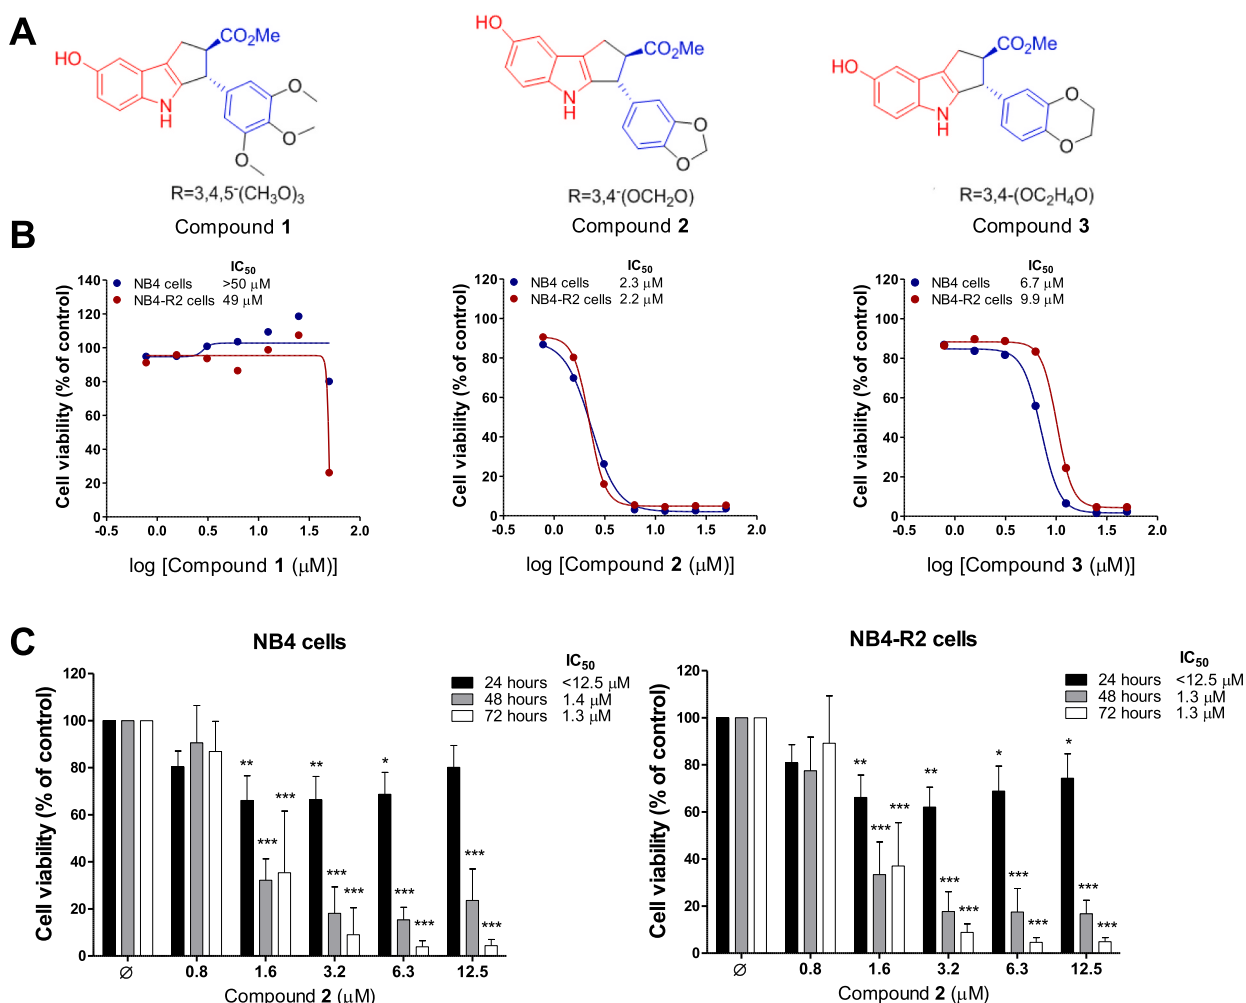 A
HO
N
H
CO₂Me
O
O
O
R=3,4,5-(CH₃O)₃
Compound 1
HO
N
H
CO₂Me
O
O
R=3,4-(OCH₂O)
Compound 2
HO
N
H
CO₂Me
O
O
R=3,4-(OC₂H₄O)
Compound 3
B
IC₅₀
NB4 cells >50 μM
NB4-R2 cells 49 μM
Cell viability (% of control)
140
120
100
80
60
40
20
0
-0.5 0.0 0.5 1.0 1.5 2.0
log [Compound 1 (μM)]
IC₅₀
NB4 cells 2.3 μM
NB4-R2 cells 2.2 μM
Cell viability (% of control)
120
100
80
60
40
20
0
-0.5 0.0 0.5 1.0 1.5 2.0
log [Compound 2 (μM)]
IC₅₀
NB4 cells 6.7 μM
NB4-R2 cells 9.9 μM
Cell viability (% of control)
120
100
80
60
40
20
0
-0.5 0.0 0.5 1.0 1.5 2.0
log [Compound 3 (μM)]
C
NB4 cells
IC₅₀
24 hours <12.5 μM
48 hours 1.4 μM
72 hours 1.3 μM
Cell viability (% of control)
120
100
80
60
40
20
0
** *** *** ** *** *** * *** *** *** ***
∅ 0.8 1.6 3.2 6.3 12.5
Compound 2 (μM)
NB4-R2 cells
IC₅₀
24 hours <12.5 μM
48 hours 1.3 μM
72 hours 1.3 μM
Cell viability (% of control)
120
100
80
60
40
20
0
** *** *** ** *** *** * *** *** * *** ***
∅ 0.8 1.6 3.2 6.3 12.5
Compound 2 (μM)